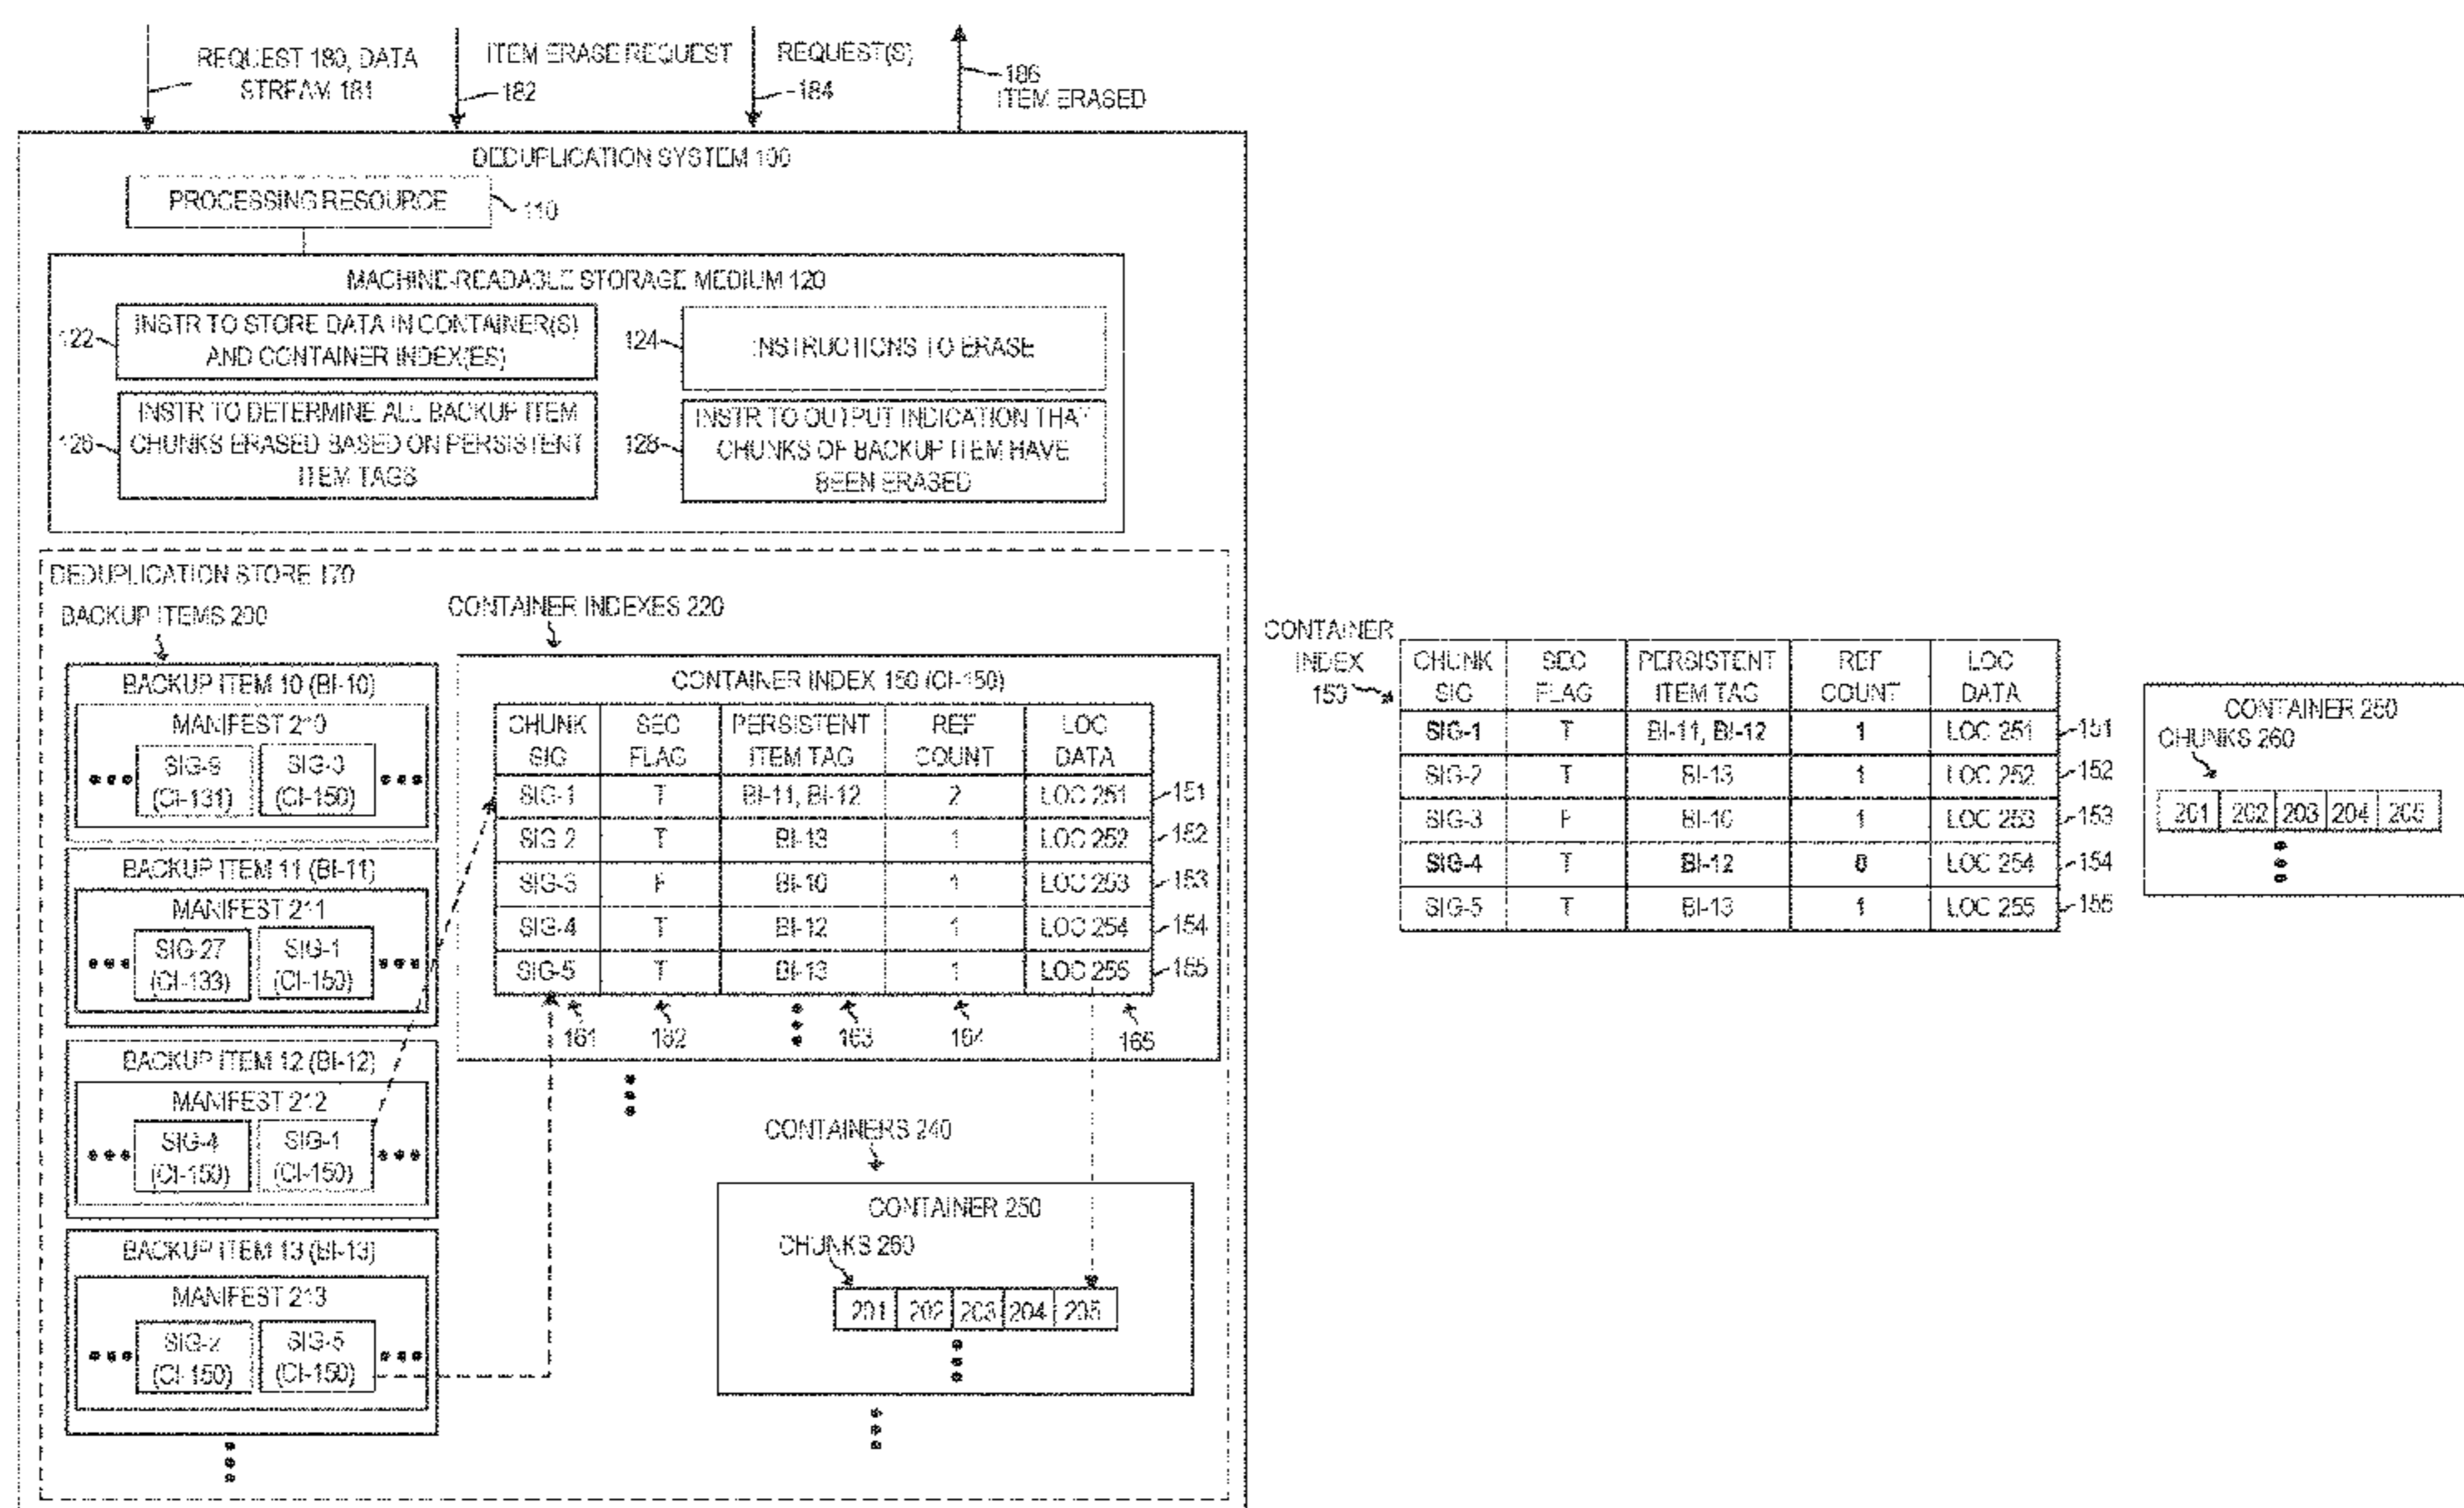 REQUEST 180, DATA
STREAM 181
ITEM ERASE REQUEST
182
REQUEST(S)
184
186
ITEM ERASED
DEDUPLICATION SYSTEM 100
PROCESSING RESOURCE
110
MACHINE-READABLE STORAGE MEDIUM 120
122
INSTR TO STORE DATA IN CONTAINER(S)
AND CONTAINER INDEX(ES)
124
INSTRUCTIONS TO ERASE
126
INSTR TO DETERMINE ALL BACKUP ITEM
CHUNKS ERASED BASED ON PERSISTENT
ITEM TAGS
128
INSTR TO OUTPUT INDICATION THAT
CHUNKS OF BACKUP ITEM HAVE
BEEN ERASED
DEDUPLICATION STORE 170
BACKUP ITEMS 200
BACKUP ITEM 10 (BI-10)
MANIFEST 210
SIG-9
(CI-131)
SIG-3
(CI-150)
BACKUP ITEM 11 (BI-11)
MANIFEST 211
SIG-27
(CI-133)
SIG-1
(CI-150)
BACKUP ITEM 12 (BI-12)
MANIFEST 212
SIG-4
(CI-150)
SIG-1
(CI-150)
BACKUP ITEM 13 (BI-13)
MANIFEST 213
SIG-2
(CI-150)
SIG-5
(CI-150)
CONTAINER INDEXES 220
CONTAINER INDEX 150 (CI-150)
CHUNK SIG SEC FLAG PERSISTENT ITEM TAG REF COUNT LOC DATA
SIG-1 T BI-11, BI-12 2 LOC 251 151
SIG-2 T BI-13 1 LOC 252 152
SIG-3 F BI-10 1 LOC 253 153
SIG-4 T BI-12 1 LOC 254 154
SIG-5 T BI-13 1 LOC 255 155
161 162 163 164 165
CONTAINERS 240
CONTAINER 250
CHUNKS 260
201 202 203 204 205
CONTAINER
INDEX
150
CHUNK SIG SEC FLAG PERSISTENT ITEM TAG REF COUNT LOC DATA
SIG-1 T BI-11, BI-12 1 LOC 251 151
SIG-2 T BI-13 1 LOC 252 152
SIG-3 F BI-10 1 LOC 253 153
SIG-4 T BI-12 0 LOC 254 154
SIG-5 T BI-13 1 LOC 255 155
CONTAINER 250
CHUNKS 260
201 202 203 204 205